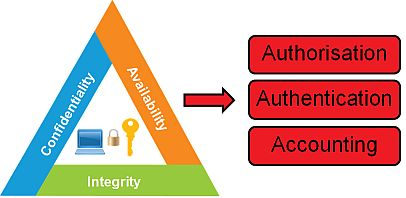 Confidentiality
Availability
Integrity
Authorisation
Authentication
Accounting